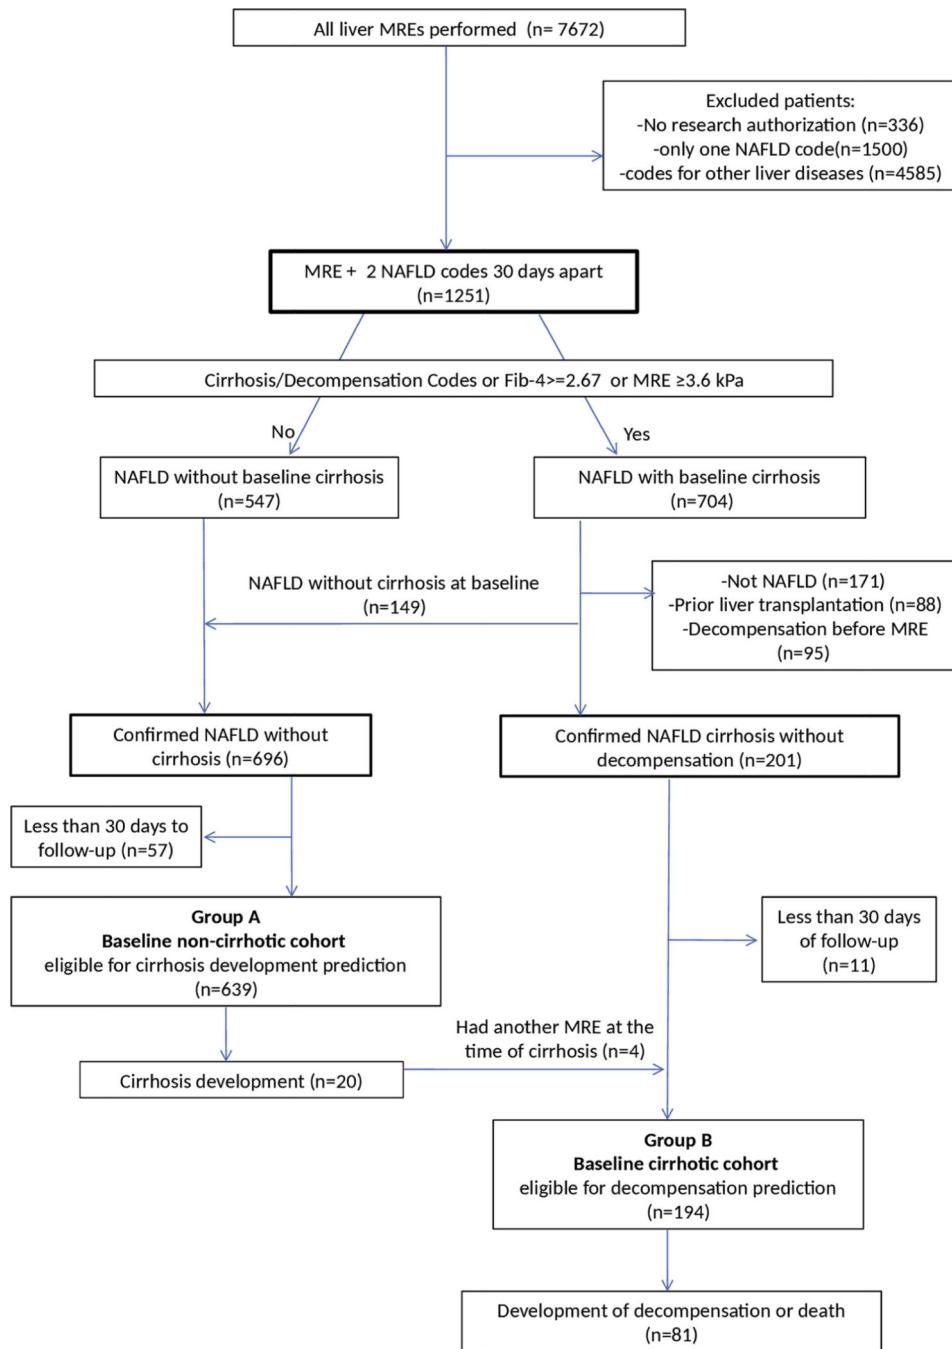 All liver MREs performed (n= 7672)
Excluded patients:
-No research authorization (n=336)
-only one NAFLD code(n=1500)
-codes for other liver diseases (n=4585)
MRE + 2 NAFLD codes 30 days apart
(n=1251)
Cirrhosis/Decompensation Codes or Fib-4>=2.67 or MRE ≥3.6 kPa
No
Yes
NAFLD without baseline cirrhosis
(n=547)
NAFLD with baseline cirrhosis
(n=704)
NAFLD without cirrhosis at baseline
(n=149)
-Not NAFLD (n=171)
-Prior liver transplantation (n=88)
-Decompensation before MRE
(n=95)
Confirmed NAFLD without
cirrhosis (n=696)
Confirmed NAFLD cirrhosis without
decompensation (n=201)
Less than 30 days to
follow-up (n=57)
Group A
Baseline non-cirrhotic cohort
eligible for cirrhosis development prediction
(n=639)
Less than 30 days
of follow-up
(n=11)
Had another MRE at the
time of cirrhosis (n=4)
Cirrhosis development (n=20)
Group B
Baseline cirrhotic cohort
eligible for decompensation prediction
(n=194)
Development of decompensation or death
(n=81)